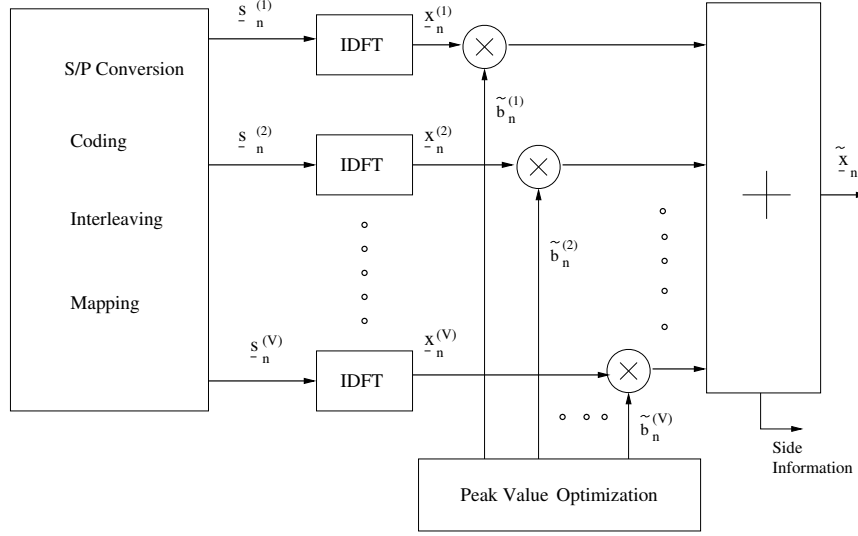 s n (1)
x n (1)
IDFT
S/P Conversion
b̃ n (1)
s n (2)
x n (2)
Coding
IDFT
x̃ n
Interleaving
b̃ n (2)
Mapping
s n (V)
x n (V)
IDFT
b̃ n (V)
Side
Information
Peak Value Optimization